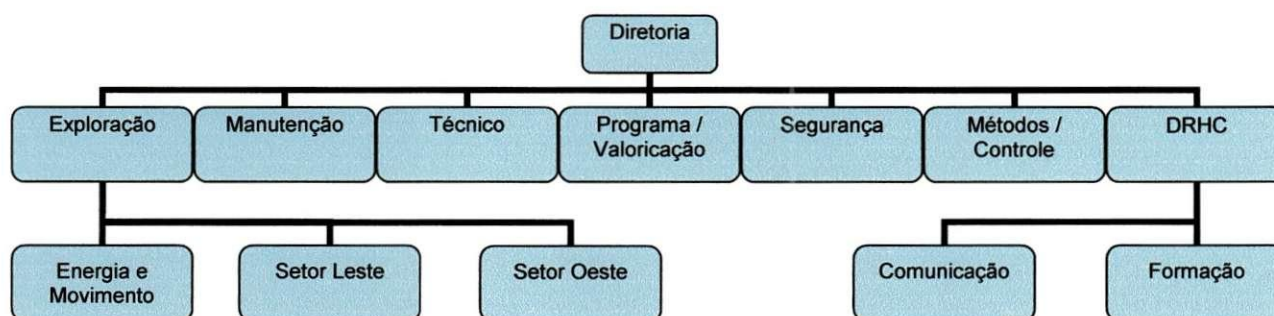 Diretoria
Exploração
Manutenção
Técnico
Programa /
Valoricação
Segurança
Métodos /
Controle
DRHC
Energia e
Movimento
Setor Leste
Setor Oeste
Comunicação
Formação